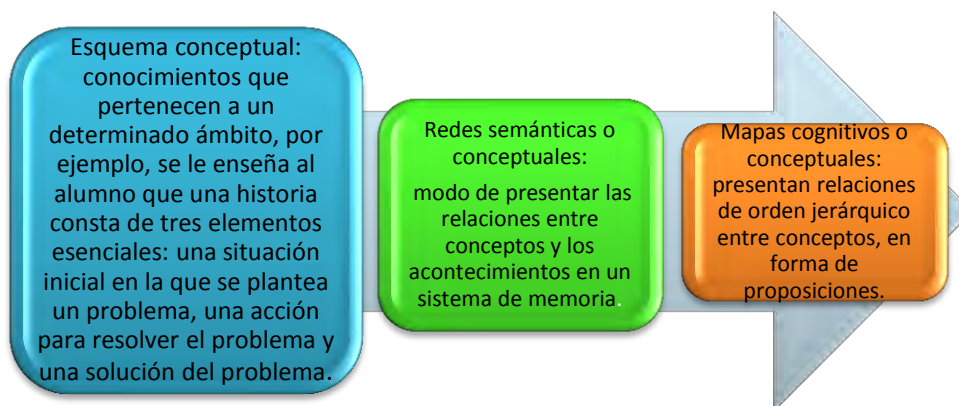 Esquema conceptual:
conocimientos que
pertenecen a un
determinado ámbito, por
ejemplo, se le enseña al
alumno que una historia
consta de tres elementos
esenciales: una situación
inicial en la que se plantea
un problema, una acción
para resolver el problema y
una solución del problema.
Redes semánticas o
conceptuales:
modo de presentar las
relaciones entre
conceptos y los
acontecimientos en un
sistema de memoria.
Mapas cognitivos o
conceptuales:
presentan relaciones
de orden jerárquico
entre conceptos, en
forma de
proposiciones.